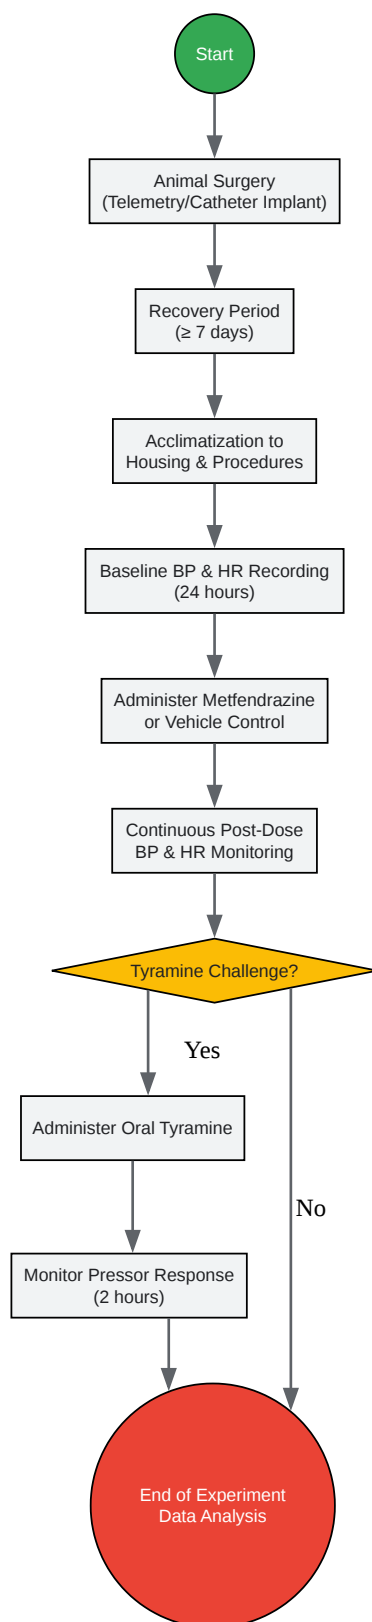 Start
Animal Surgery
(Telemetry/Catheter Implant)
Recovery Period
(≥ 7 days)
Acclimatization to
Housing & Procedures
Baseline BP & HR Recording
(24 hours)
Administer Metfendrazine
or Vehicle Control
Continuous Post-Dose
BP & HR Monitoring
Tyramine Challenge?
Yes
Administer Oral Tyramine
No
Monitor Pressor Response
(2 hours)
End of Experiment
Data Analysis